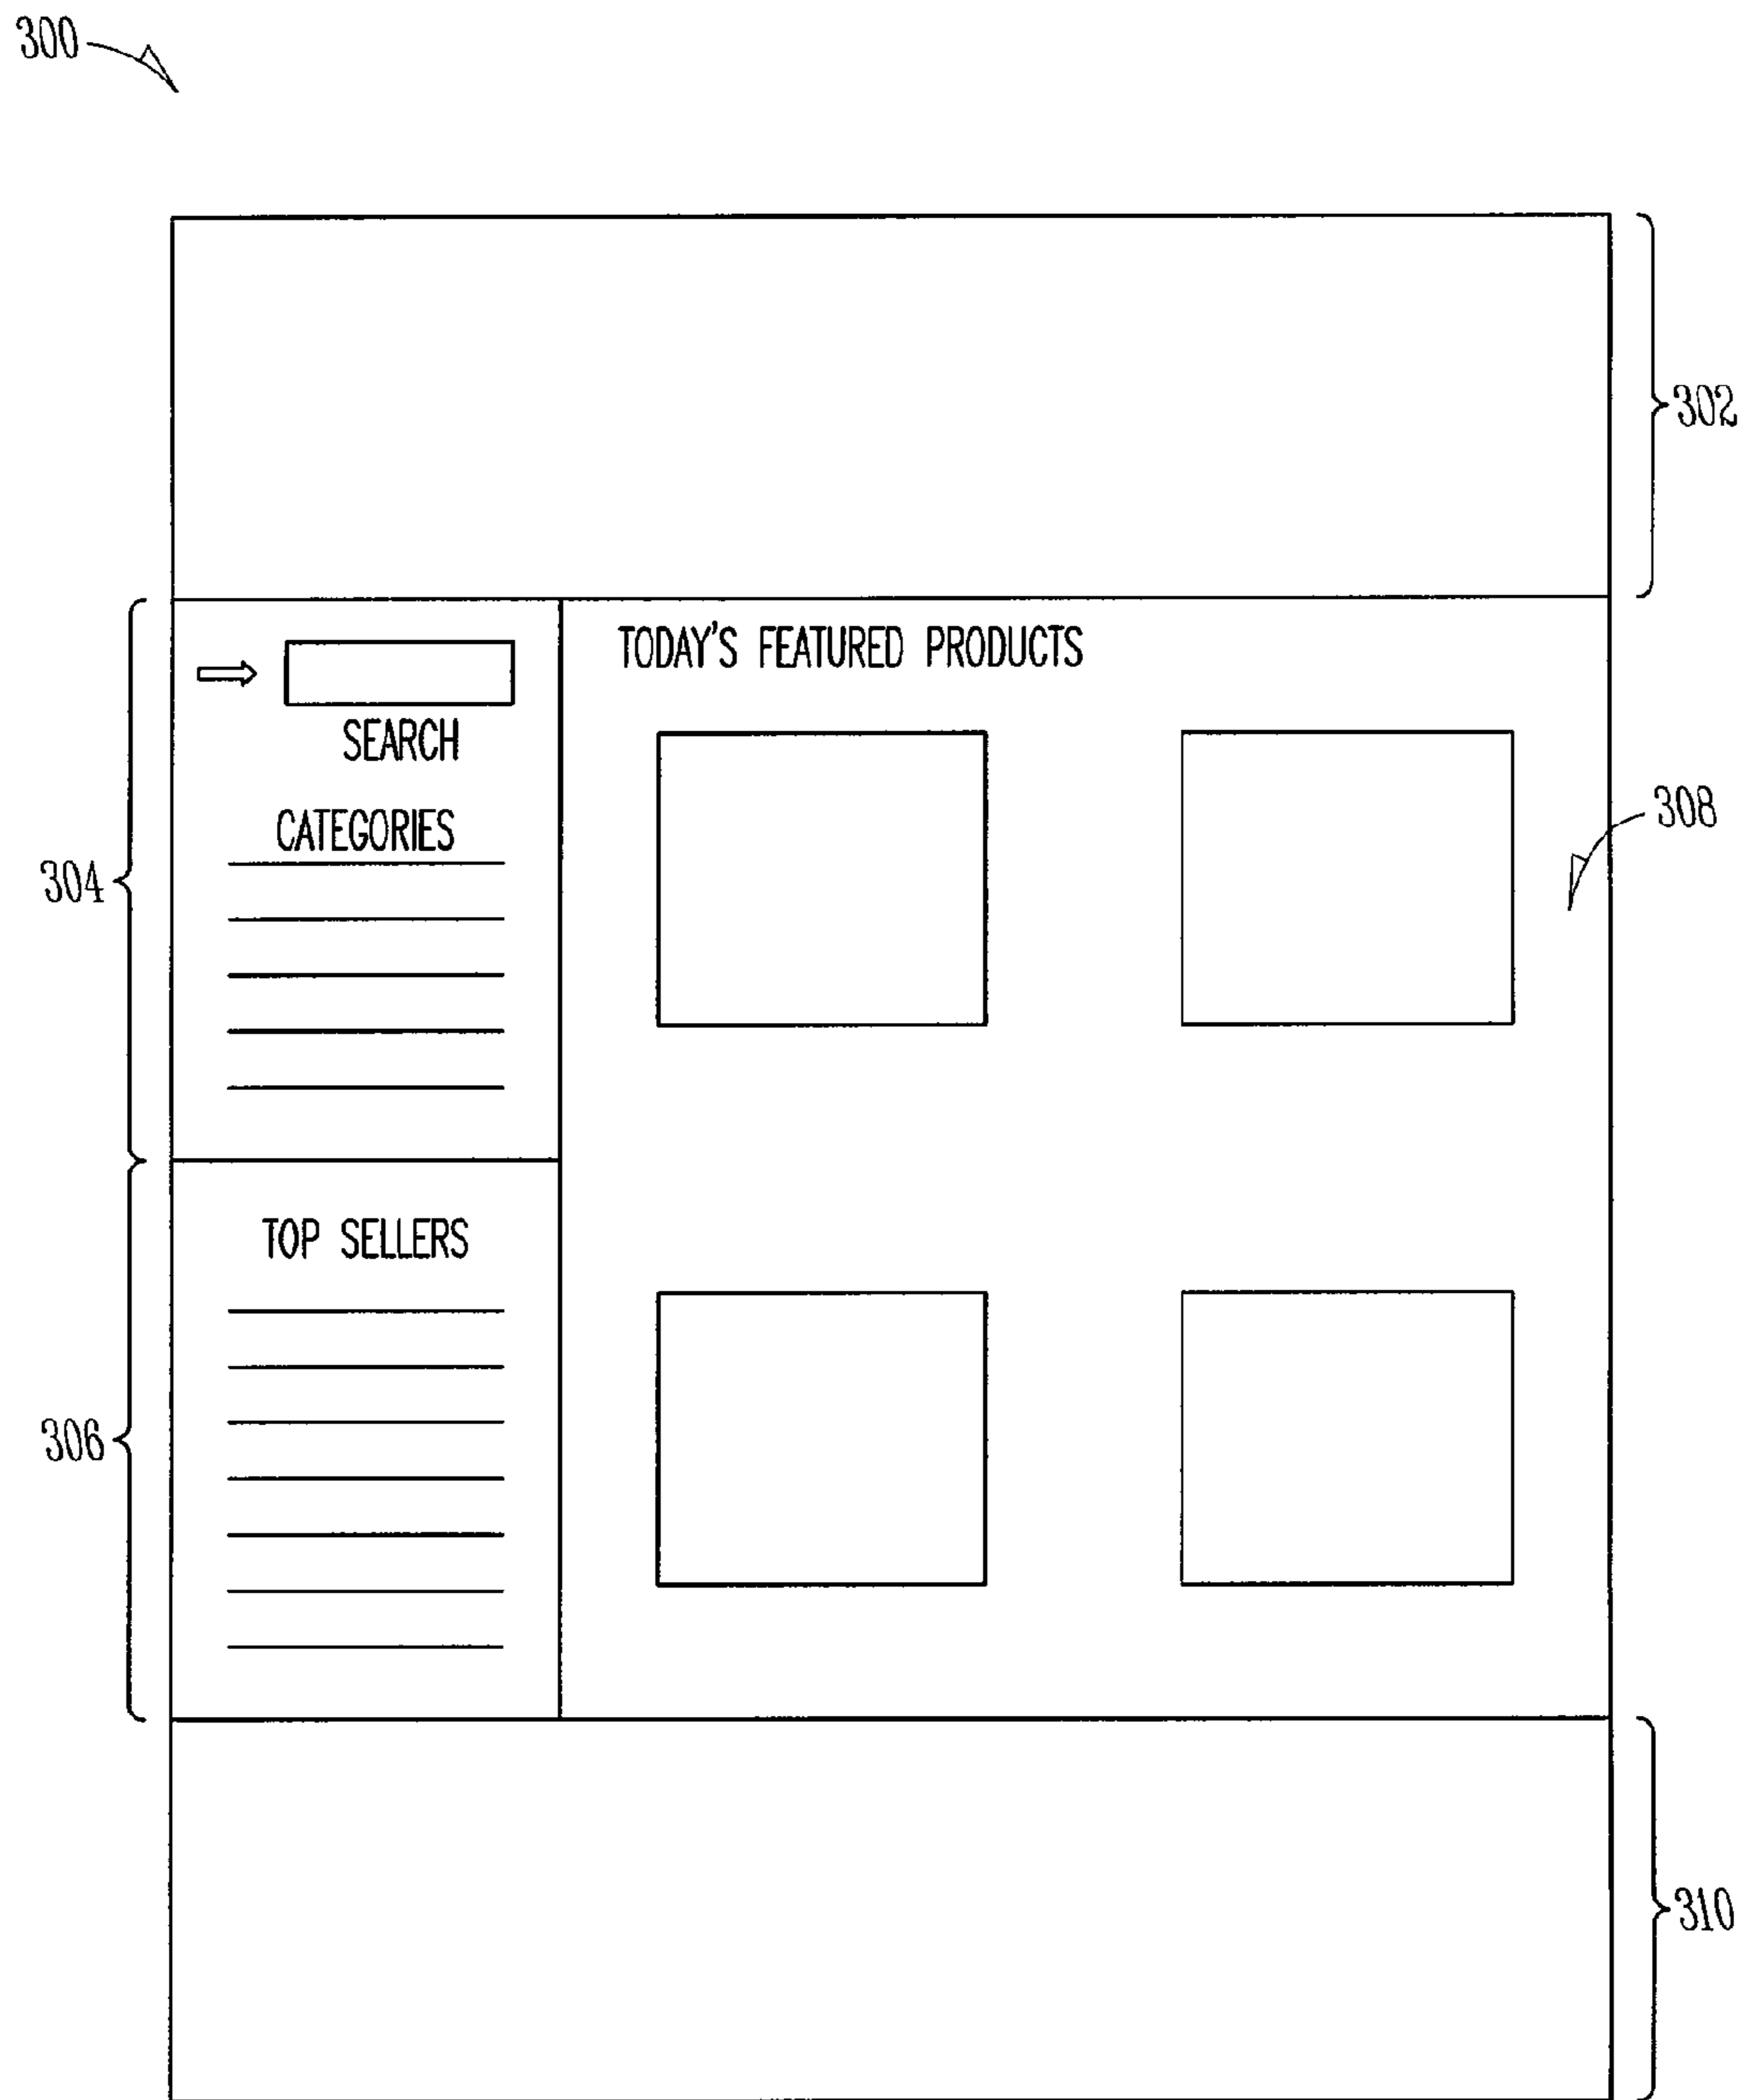 300
302
TODAY'S FEATURED PRODUCTS
SEARCH
CATEGORIES
304
308
TOP SELLERS
306
310